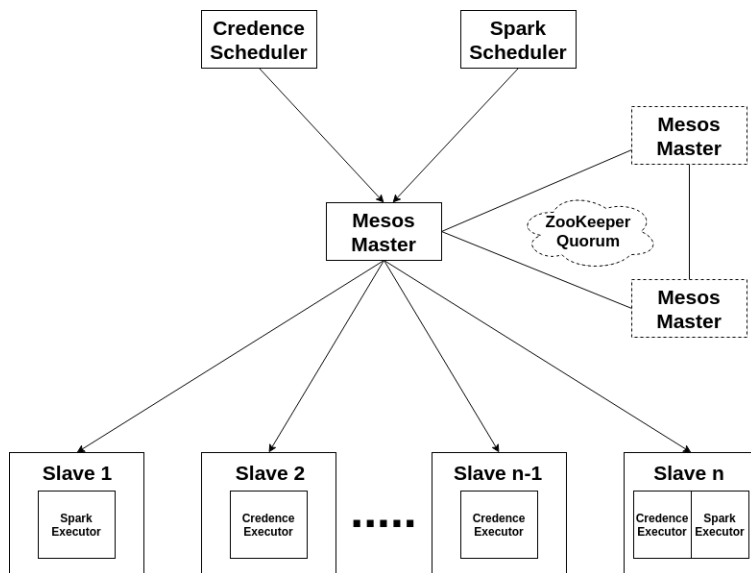 Credence
Scheduler
Spark
Scheduler
Mesos
Master
Mesos
Master
ZooKeeper
Quorum
Mesos
Master
Slave 1
Spark
Executor
Slave 2
Credence
Executor
.....
Slave n-1
Credence
Executor
Slave n
Credence
Executor
Spark
Executor